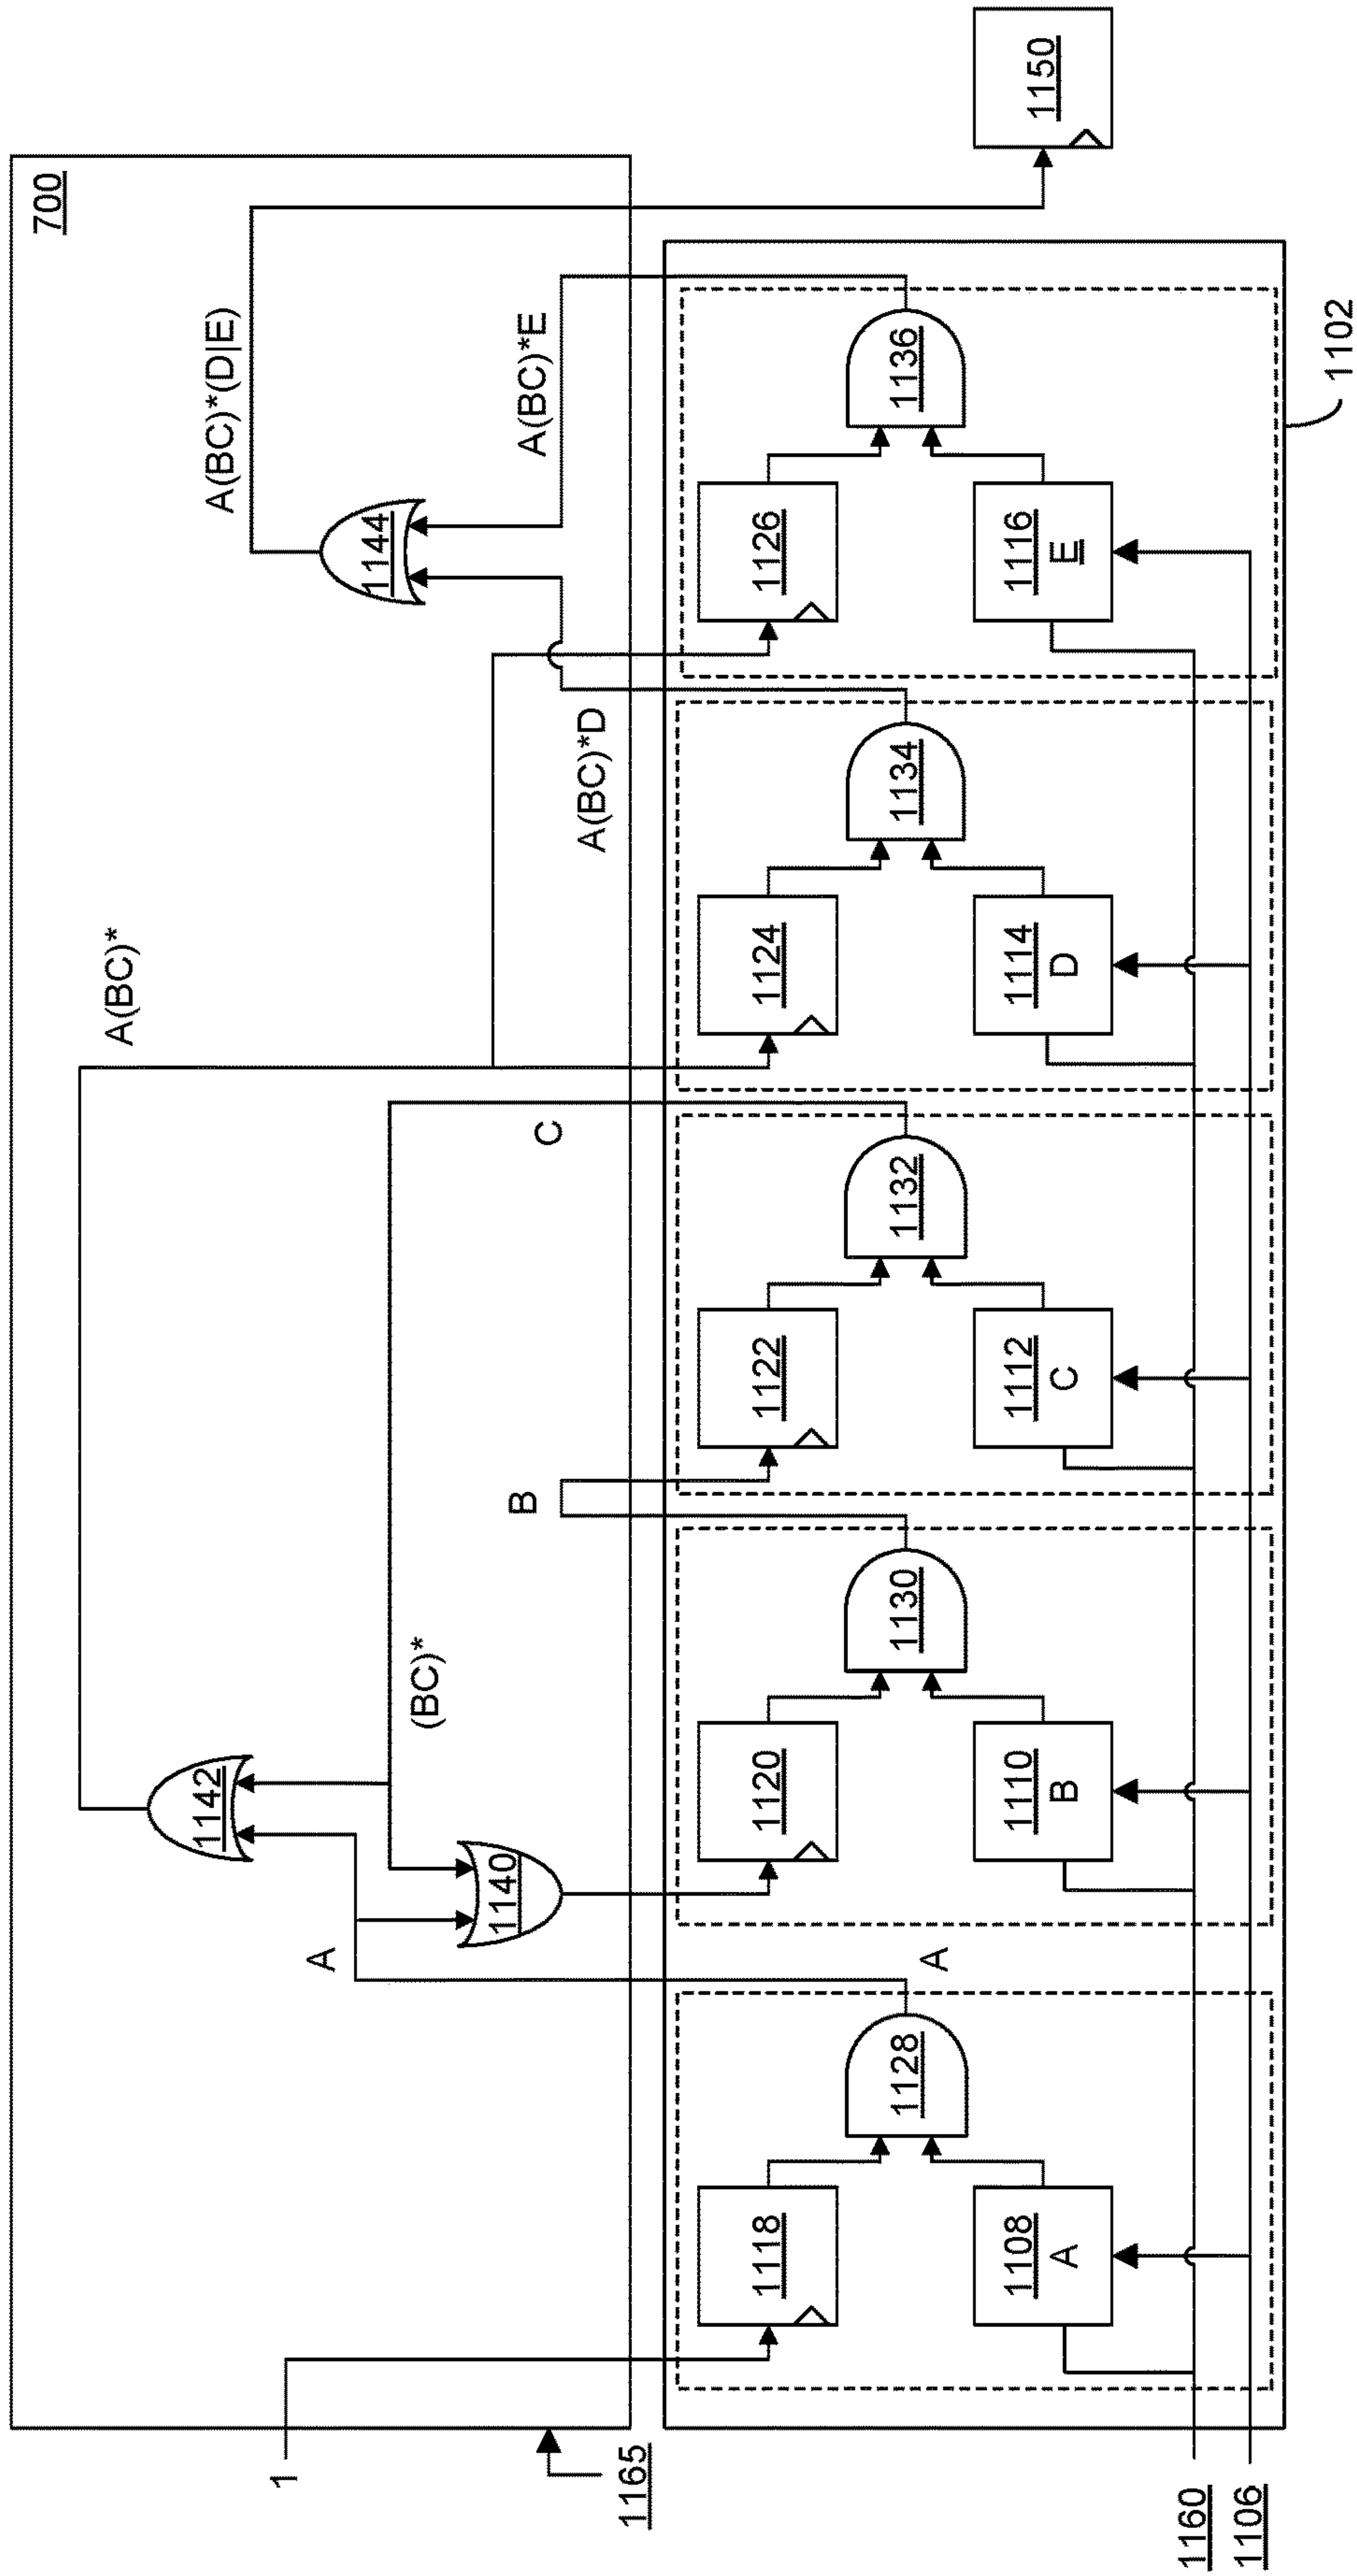 700
A(BC)*
A(BC)*(D|E)
1142
1144
1
A
(BC)*
A(BC)*E
1140
B
C
A(BC)*D
1165
1118
1120
1122
1124
1126
1128
A
1130
1132
1134
1136
1150
1108
A
1110
B
1112
C
1114
D
1116
E
1160
1106
1102